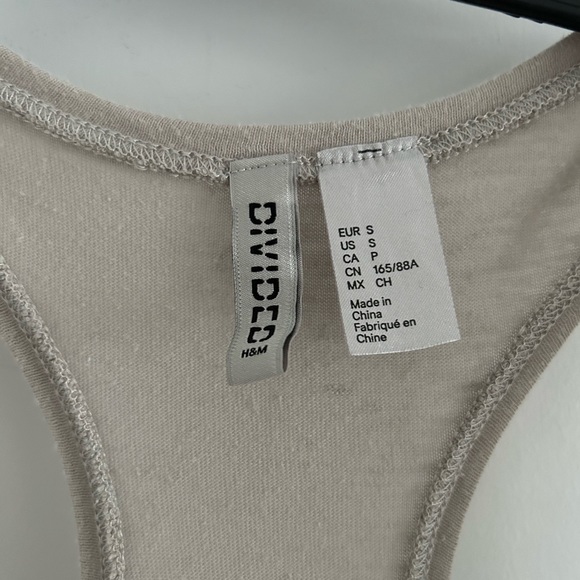 DIVIDED
H&M
EUR S
US S
CA P
CN 165/88A
MX CH
Made in
China
Fabriqué en
Chine